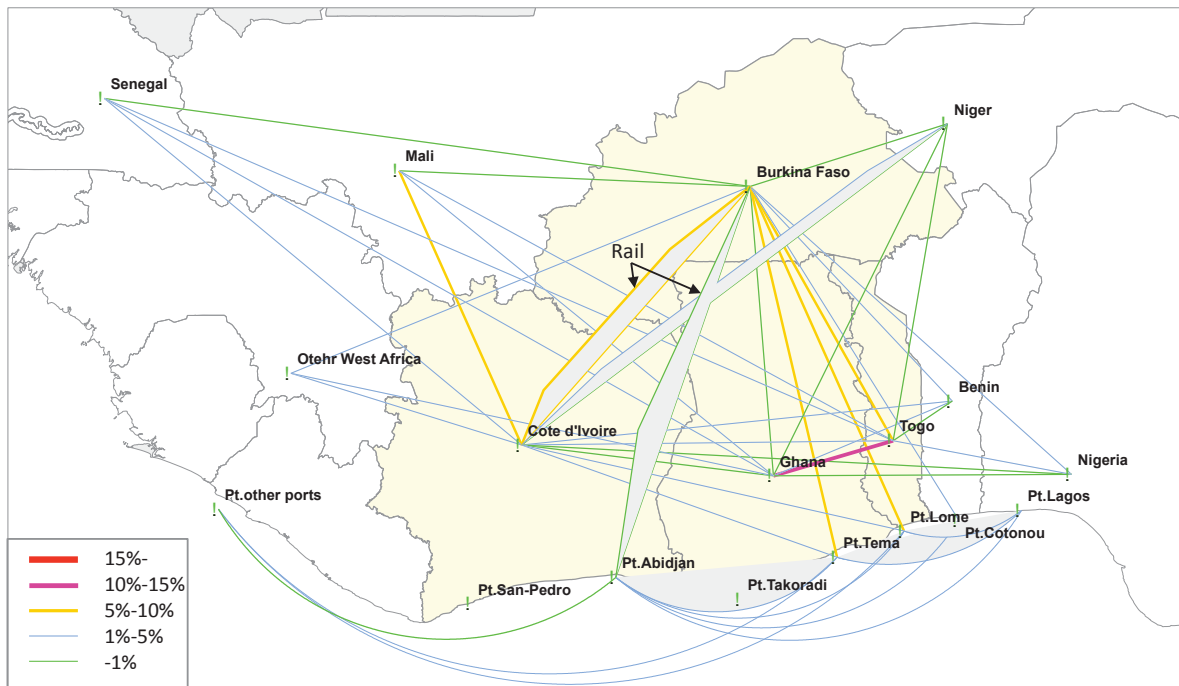 Senegal
Niger
Mali
Burkina Faso
Rail
Otehr West Africa
Benin
Cote d'Ivoire
Togo
Ghana
Nigeria
Pt.other ports
Pt.Lagos
Pt.Lome
Pt.Cotonou
Pt.Tema
Pt.Abidjan
Pt.San-Pedro
Pt.Takoradi
15%-
10%-15%
5%-10%
1%-5%
-1%